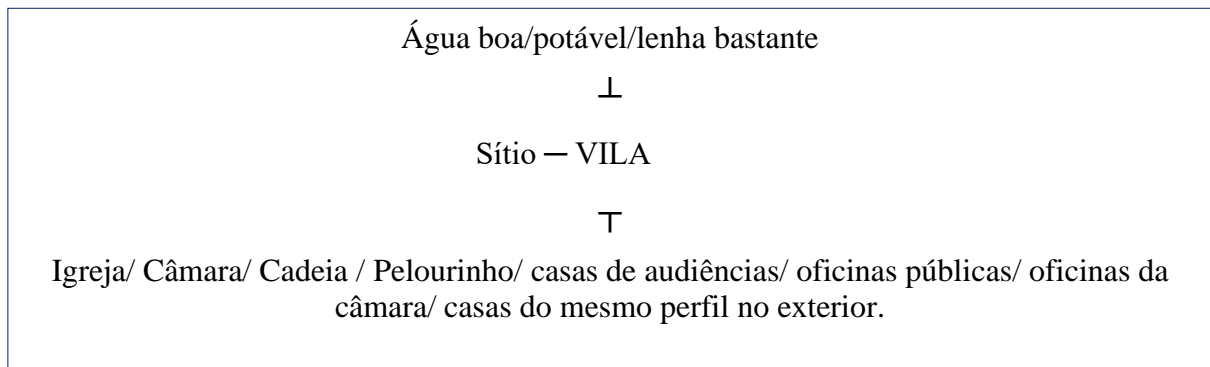 Água boa/potável/lenha bastante
⊥
Sítio ─ VILA
┬
Igreja/ Câmara/ Cadeia / Pelourinho/ casas de audiências/ oficinas públicas/ oficinas da
câmara/ casas do mesmo perfil no exterior.